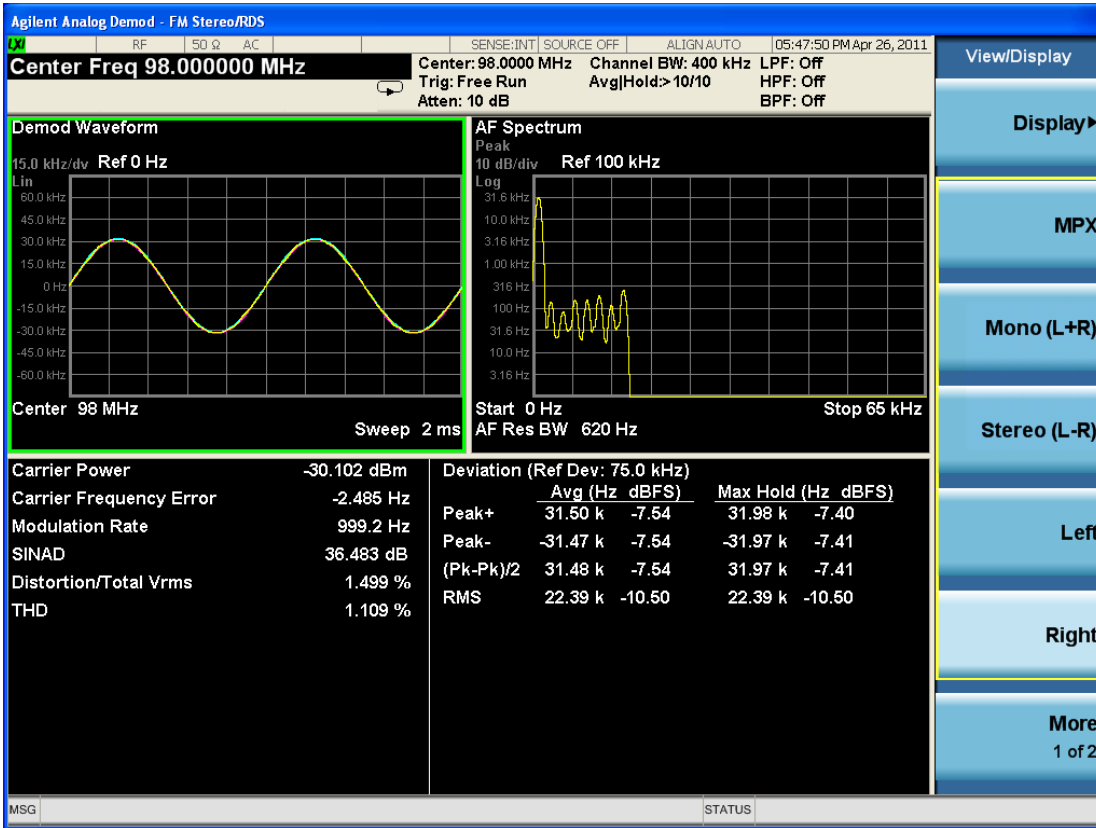 Agilent Analog Demod - FM Stereo/RDS
LXI RF 50 Ω AC SENSE:INT SOURCE OFF ALIGN AUTO 05:47:50 PM Apr 26, 2011
Center Freq 98.000000 MHz
Center: 98.0000 MHz Channel BW: 400 kHz LPF: Off
Trig: Free Run Avg|Hold:> 10/10 HPF: Off
Atten: 10 dB BPF: Off
Demod Waveform
15.0 kHz/dv Ref 0 Hz
Lin
60.0 kHz
45.0 kHz
30.0 kHz
15.0 kHz
0 Hz
-15.0 kHz
-30.0 kHz
-45.0 kHz
-60.0 kHz
Center 98 MHz
Sweep 2 ms
AF Spectrum
Peak
10 dB/div Ref 100 kHz
Log
31.6 kHz
10.0 kHz
3.16 kHz
1.00 kHz
316 Hz
100 Hz
31.6 Hz
10.0 Hz
3.16 Hz
Start 0 Hz Stop 65 kHz
AF Res BW 620 Hz
Carrier Power -30.102 dBm
Carrier Frequency Error -2.485 Hz
Modulation Rate 999.2 Hz
SINAD 36.483 dB
Distortion/Total Vrms 1.499 %
THD 1.109 %
Deviation (Ref Dev: 75.0 kHz)
Avg (Hz dBFS) Max Hold (Hz dBFS)
Peak+ 31.50 k -7.54 31.98 k -7.40
Peak- -31.47 k -7.54 -31.97 k -7.41
(Pk-Pk)/2 31.48 k -7.54 31.97 k -7.41
RMS 22.39 k -10.50 22.39 k -10.50
View/Display
Display
MPX
Mono (L+R)
Stereo (L-R)
Left
Right
More
1 of 2
MSG STATUS